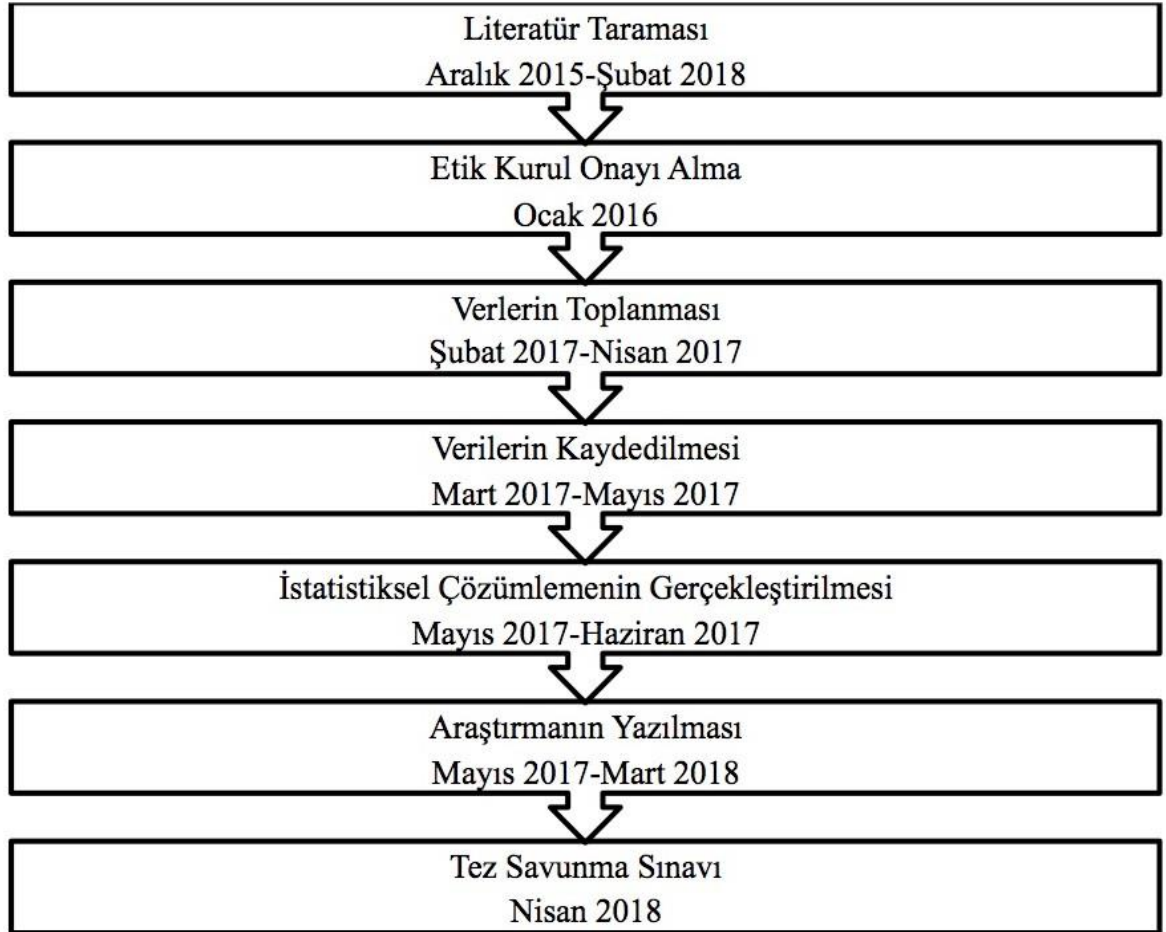 Literatür Taraması
Aralık 2015-Şubat 2018
Etik Kurul Onayı Alma
Ocak 2016
Verlerin Toplanması
Şubat 2017-Nisan 2017
Verilerin Kaydedilmesi
Mart 2017-Mayıs 2017
İstatistiksel Çözümlemenin Gerçekleştirilmesi
Mayıs 2017-Haziran 2017
Araştırmanın Yazılması
Mayıs 2017-Mart 2018
Tez Savunma Sınavı
Nisan 2018